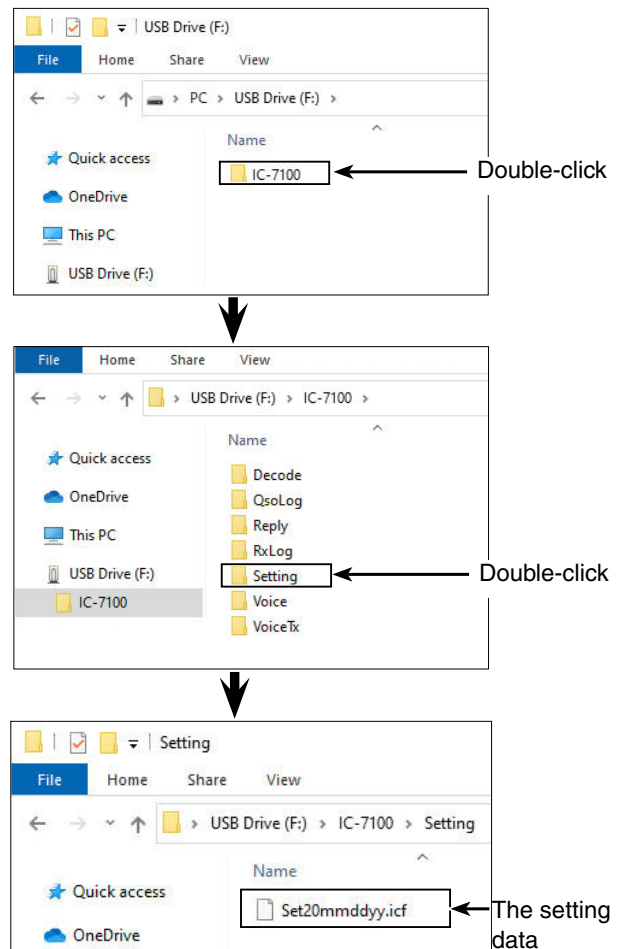 USB Drive (F:)
File Home Share View
PC > USB Drive (F:) >
Name
Quick access
IC-7100
Double-click
OneDrive
This PC
USB Drive (F:)
File Home Share View
> USB Drive (F:) > IC-7100 >
Name
Quick access
Decode
OneDrive
QsoLog
Reply
This PC
RxLog
USB Drive (F:)
Setting
Double-click
IC-7100
Voice
VoiceTx
Setting
File Home Share View
> USB Drive (F:) > IC-7100 > Setting
Name
Quick access
Set20mmddyy.icf
The setting
data
OneDrive